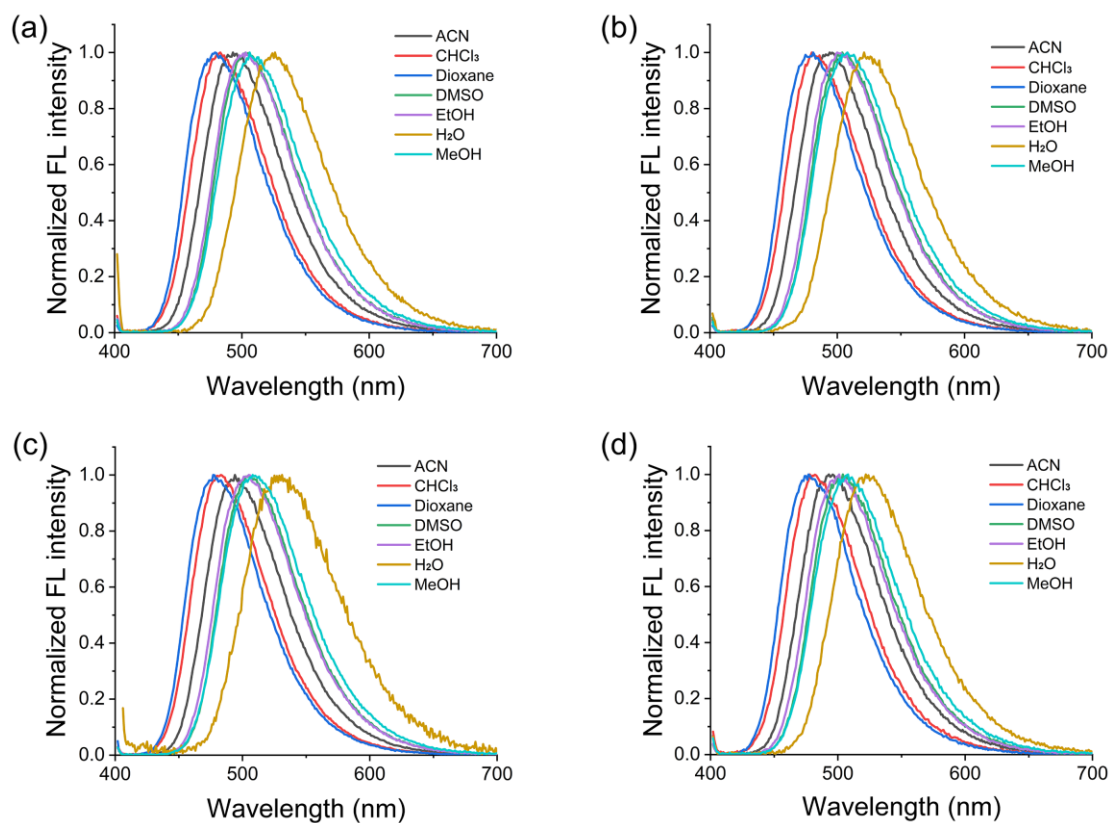 (a)
Normalized FL intensity
1.0
0.8
0.6
0.4
0.2
0.0
ACN
CHCl₃
Dioxane
DMSO
EtOH
H₂O
MeOH
400 500 600 700
Wavelength (nm)
(b)
Normalized FL intensity
1.0
0.8
0.6
0.4
0.2
0.0
ACN
CHCl₃
Dioxane
DMSO
EtOH
H₂O
MeOH
400 500 600 700
Wavelength (nm)
(c)
Normalized FL intensity
1.0
0.8
0.6
0.4
0.2
0.0
ACN
CHCl₃
Dioxane
DMSO
EtOH
H₂O
MeOH
400 500 600 700
Wavelength (nm)
(d)
Normalized FL intensity
1.0
0.8
0.6
0.4
0.2
0.0
ACN
CHCl₃
Dioxane
DMSO
EtOH
H₂O
MeOH
400 500 600 700
Wavelength (nm)